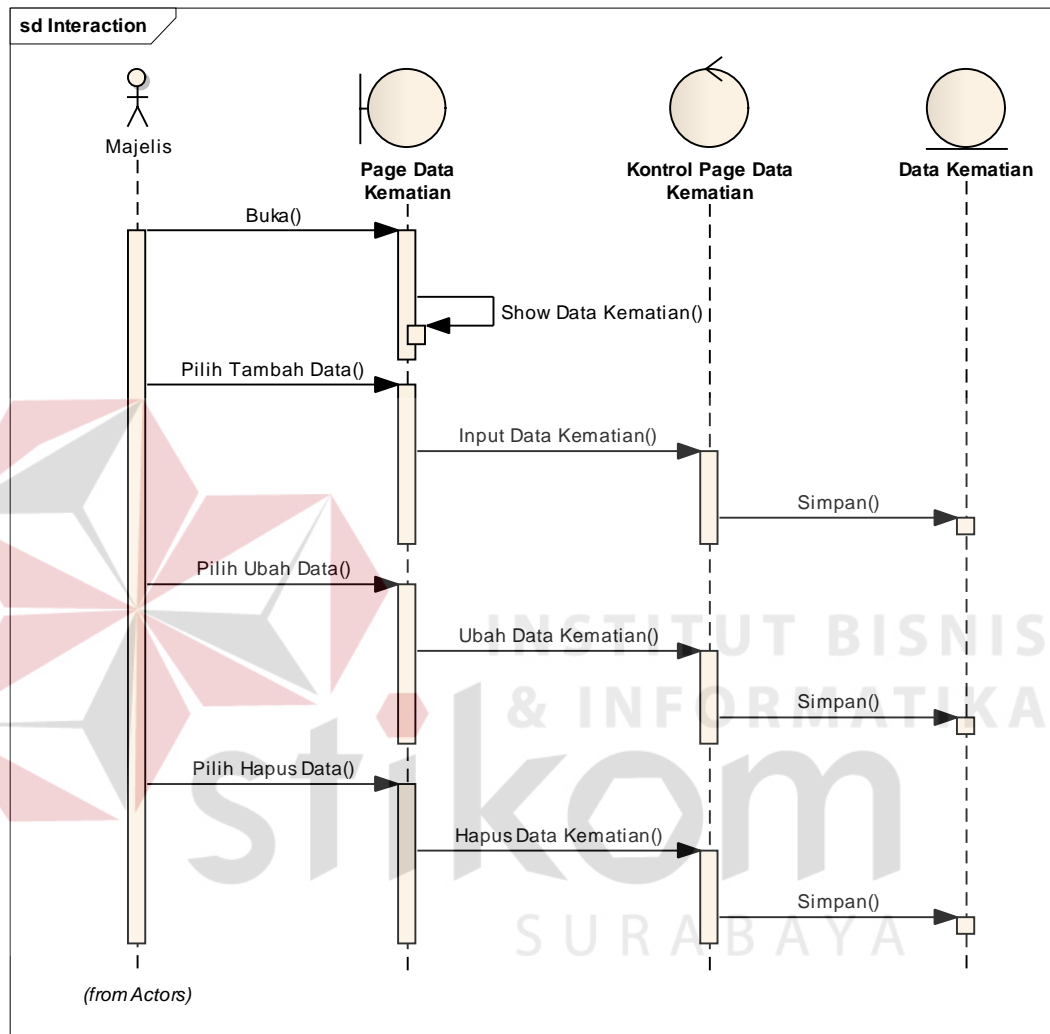 sd Interaction
Majelis
Page Data
Kematian
Kontrol Page Data
Kematian
Data Kematian
Buka()
Show Data Kematian()
Pilih Tambah Data()
Input Data Kematian()
Simpan()
Pilih Ubah Data()
Ubah Data Kematian()
Simpan()
Pilih Hapus Data()
Hapus Data Kematian()
Simpan()
(from Actors)
INSTITUT BISNIS
& INFORMATIKA
stikom
SURABAYA